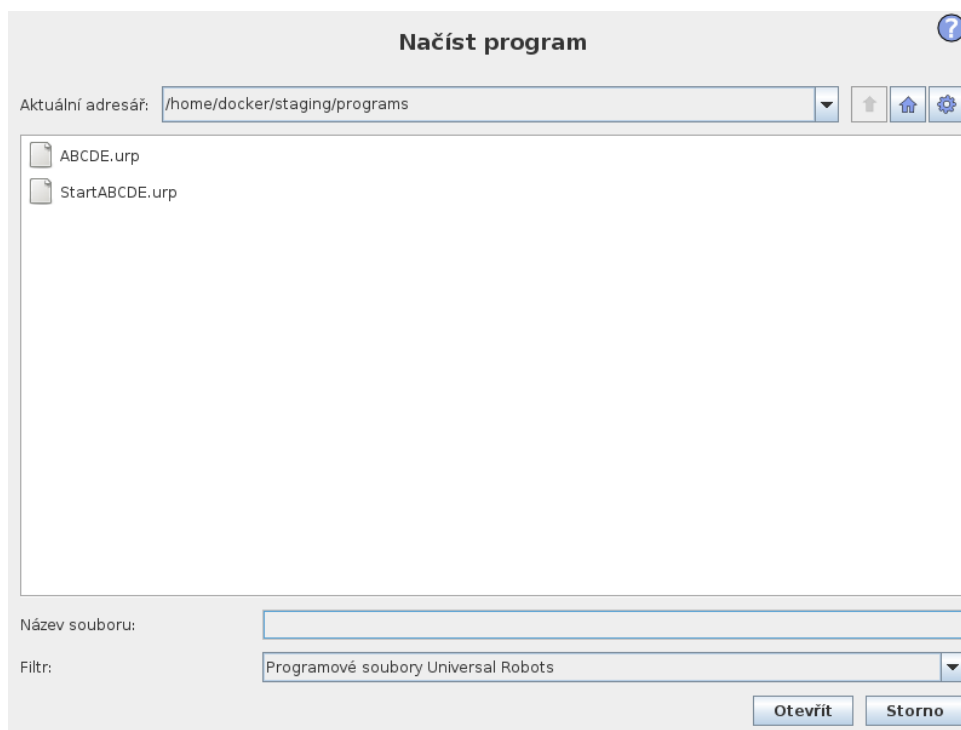 Načíst program
?
Aktuální adresář: /home/docker/staging/programs
ABCDE.urp
StartABCDE.urp
Název souboru:
Filtr: Programové soubory Universal Robots
Otevřít Storno